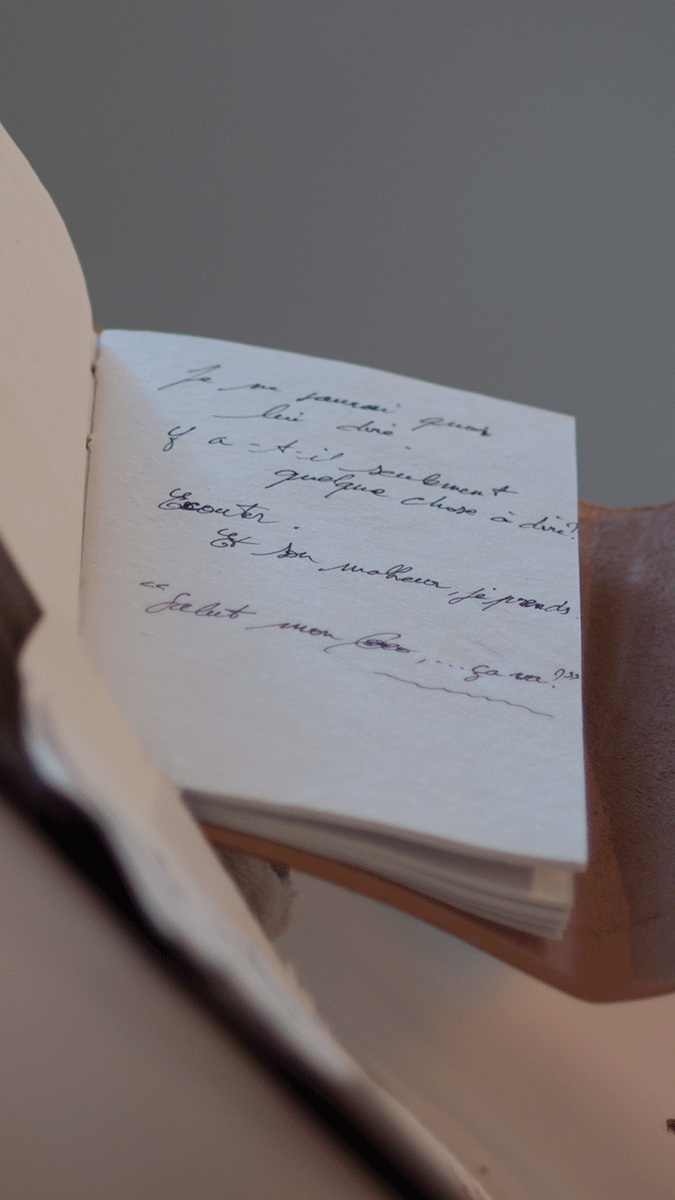 Je ne saurai quoi
lui dire.
Y a-t-il seulement
quelque chose à dire?
Ecouter.
Et son malheur, je prends.
“Salut mon Coco, ... ça va?”